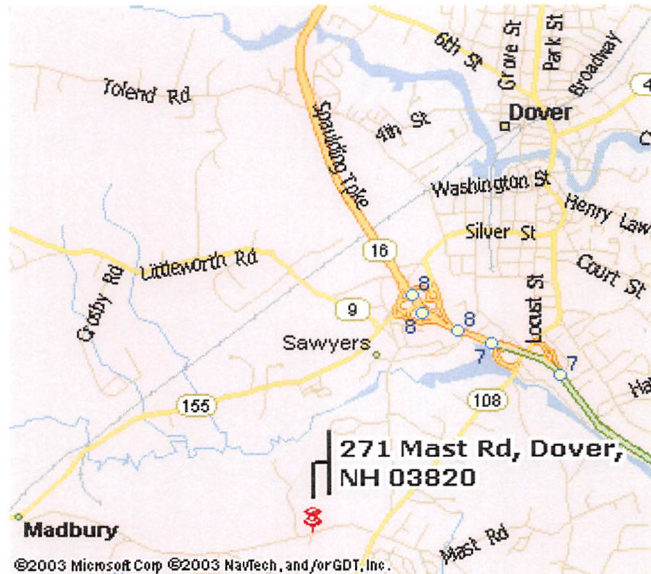 6th St
Grove St
Park St
Broadway
4
Tolend Rd
4th St
Dover
Spaulding Tpke
Washington St
Henry Law
Silver St
16
Court St
Littleworth Rd
Crosby Rd
8
9
8
8
Locust St
Sawyers
7
7
155
108
271 Mast Rd, Dover,
NH 03820
Madbury
Mast Rd
©2003 Microsoft Corp ©2003 NavTech, and/or GDT, Inc.